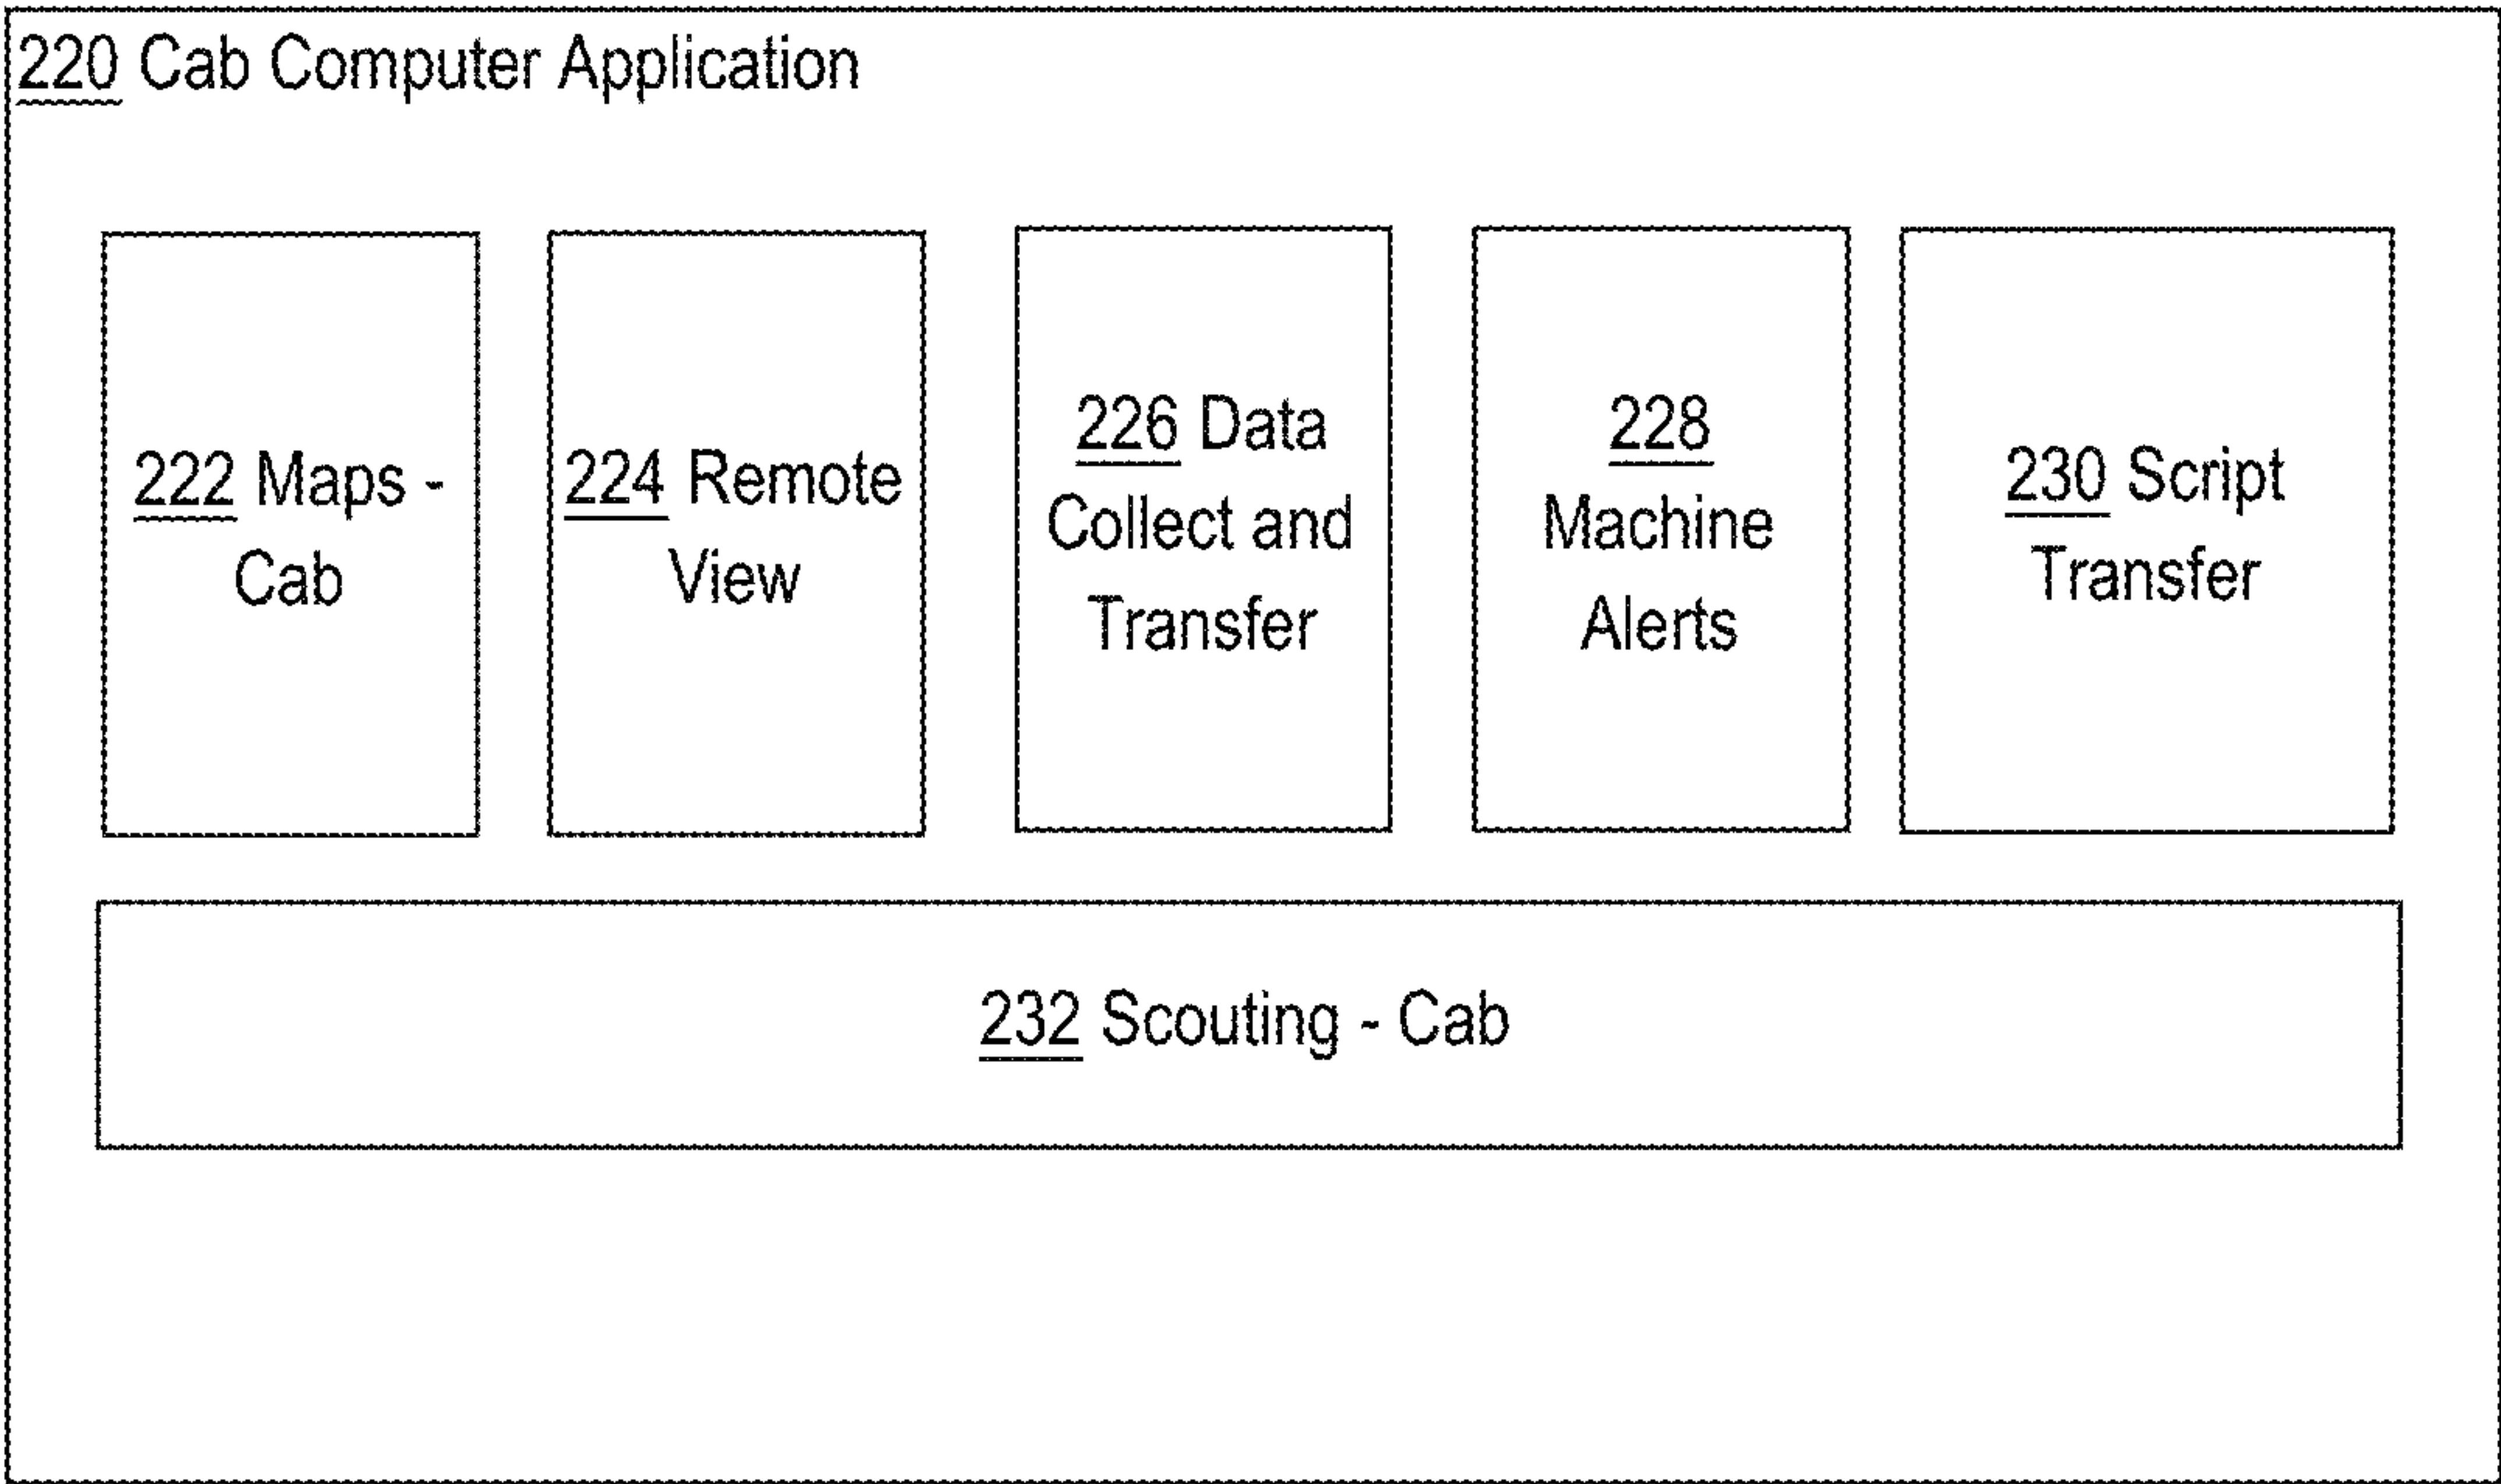 220 Cab Computer Application
222 Maps -
Cab
224 Remote
View
226 Data
Collect and
Transfer
228
Machine
Alerts
230 Script
Transfer
232 Scouting - Cab